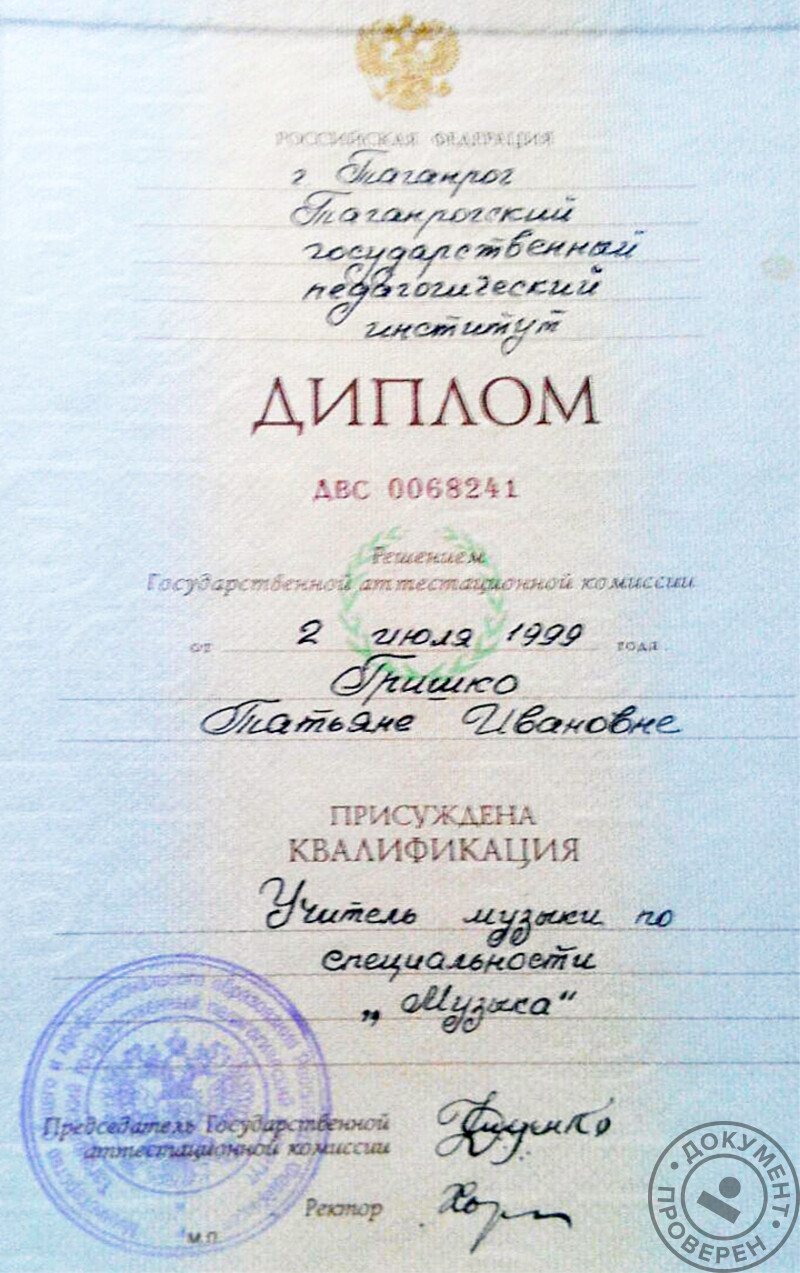 РОССИЙСКАЯ ФЕДЕРАЦИЯ
г Таганрог
Таганрогский
государственный
педагогический
институт
ДИПЛОМ
ДВС 0068241
Решением
Государственной аттестационной комиссии
от 2 июля 1999 года
Гришко
Татьяне Ивановне
ПРИСУЖДЕНА
КВАЛИФИКАЦИЯ
Учитель музыки по
специальности
„Музыка“
Председатель Государственной
аттестационной комиссии
Ректор
М.П.
ДОКУМЕНТ
ПРОВЕРЕН